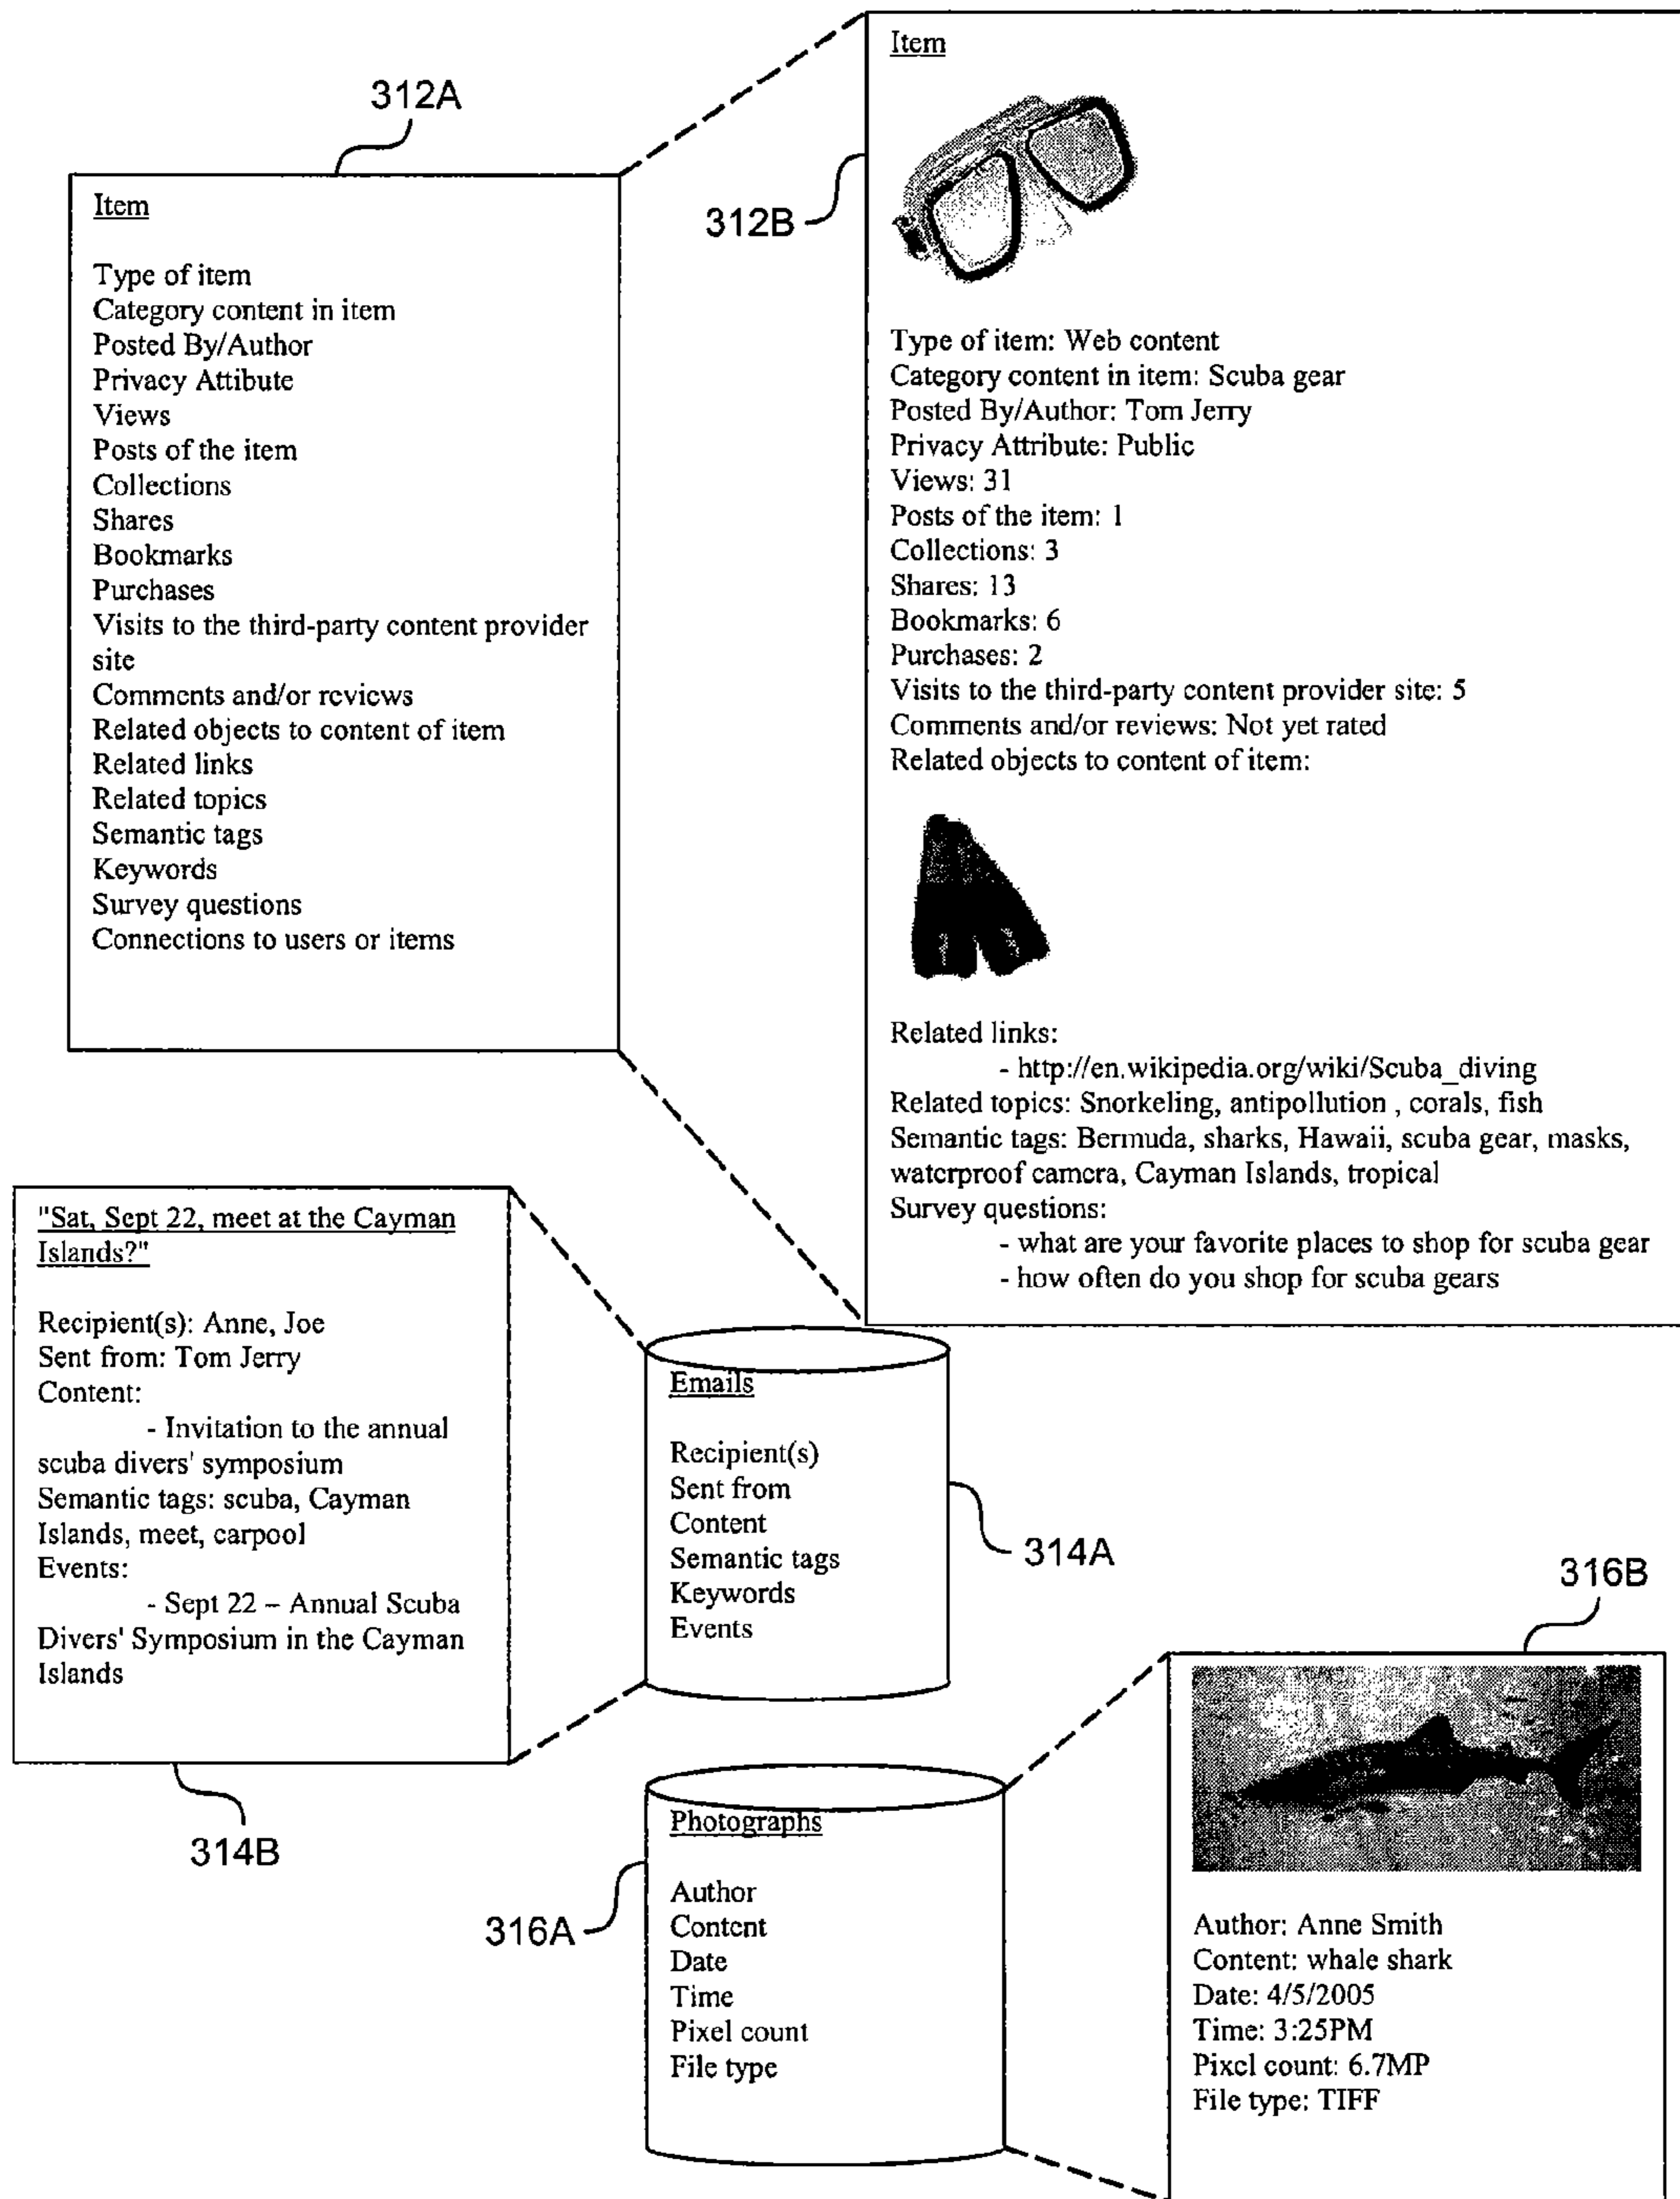 312A
Item
Type of item
Category content in item
Posted By/Author
Privacy Attibute
Views
Posts of the item
Collections
Shares
Bookmarks
Purchases
Visits to the third-party content provider
site
Comments and/or reviews
Related objects to content of item
Related links
Related topics
Semantic tags
Keywords
Survey questions
Connections to users or items
312B
Item
Type of item: Web content
Category content in item: Scuba gear
Posted By/Author: Tom Jerry
Privacy Attribute: Public
Views: 31
Posts of the item: 1
Collections: 3
Shares: 13
Bookmarks: 6
Purchases: 2
Visits to the third-party content provider site: 5
Comments and/or reviews: Not yet rated
Related objects to content of item:
Related links:
- http://en.wikipedia.org/wiki/Scuba_diving
Related topics: Snorkeling, antipollution , corals, fish
Semantic tags: Bermuda, sharks, Hawaii, scuba gear, masks,
waterproof camera, Cayman Islands, tropical
Survey questions:
- what are your favorite places to shop for scuba gear
- how often do you shop for scuba gears
"Sat, Sept 22, meet at the Cayman
Islands?"
Recipient(s): Anne, Joe
Sent from: Tom Jerry
Content:
- Invitation to the annual
scuba divers' symposium
Semantic tags: scuba, Cayman
Islands, meet, carpool
Events:
- Sept 22 – Annual Scuba
Divers' Symposium in the Cayman
Islands
314B
Emails
Recipient(s)
Sent from
Content
Semantic tags
Keywords
Events
314A
Photographs
Author
Content
Date
Time
Pixel count
File type
316A
316B
Author: Anne Smith
Content: whale shark
Date: 4/5/2005
Time: 3:25PM
Pixel count: 6.7MP
File type: TIFF